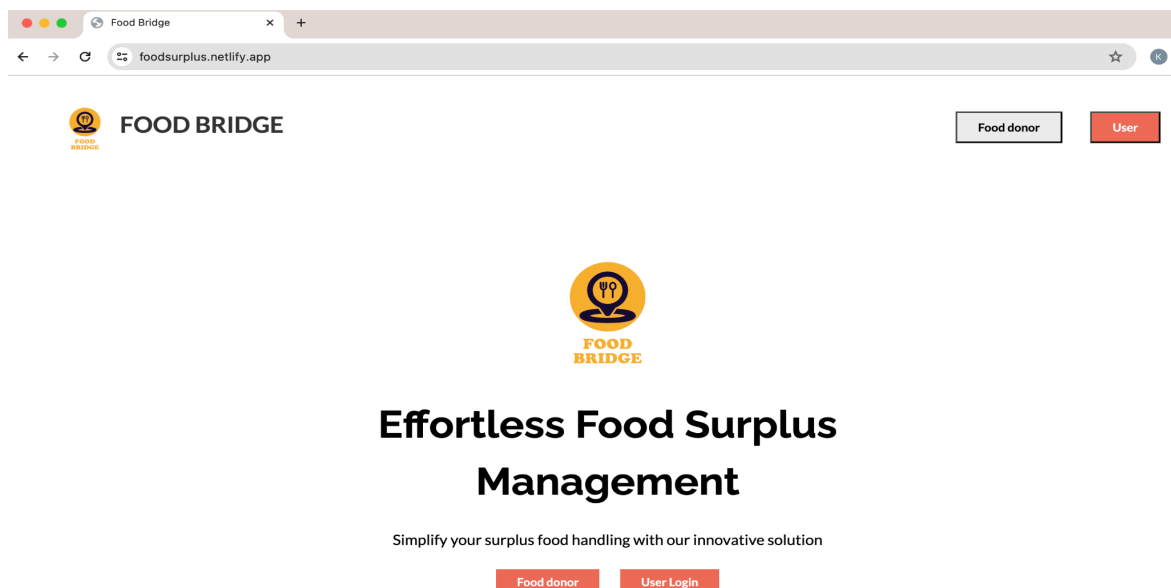 Food Bridge
foodsurplus.netlify.app
K
FOOD
BRIDGE
FOOD BRIDGE
Food donor
User
FOOD
BRIDGE
Effortless Food Surplus
Management
Simplify your surplus food handling with our innovative solution
Food donor
User Login